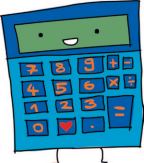 7 8 9 + -
4 5 6 × ÷
1 2 3 =
0 ♥ .